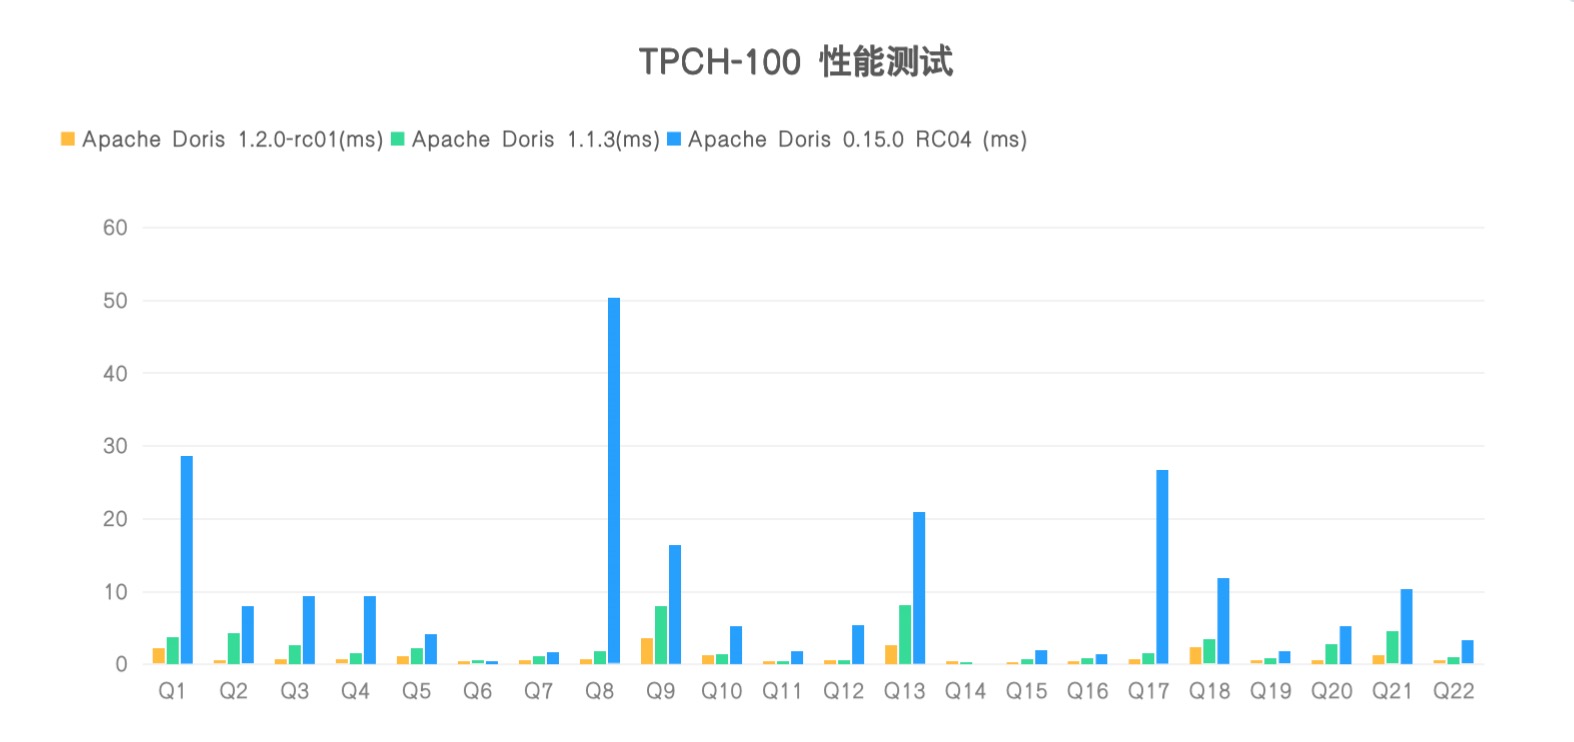 TPCH-100 性能测试
Apache Doris 1.2.0-rc01(ms) Apache Doris 1.1.3(ms) Apache Doris 0.15.0 RC04 (ms)
60
50
40
30
20
10
0
Q1 Q2 Q3 Q4 Q5 Q6 Q7 Q8 Q9 Q10 Q11 Q12 Q13 Q14 Q15 Q16 Q17 Q18 Q19 Q20 Q21 Q22